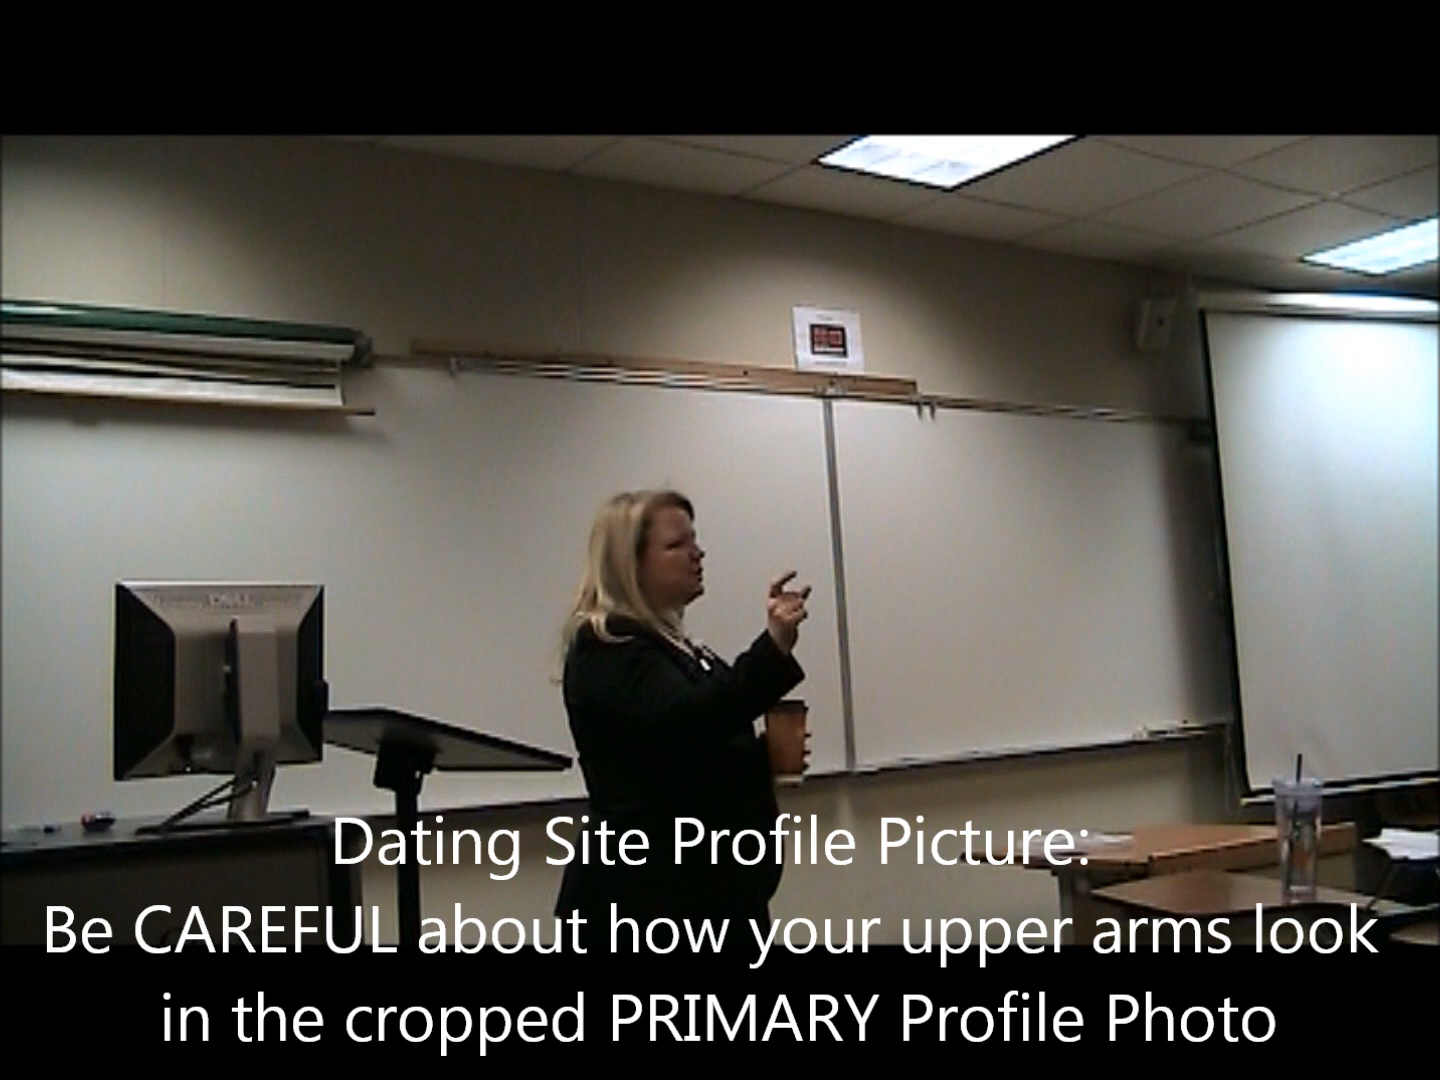 Dating Site Profile Picture:
Be CAREFUL about how your upper arms look
in the cropped PRIMARY Profile Photo